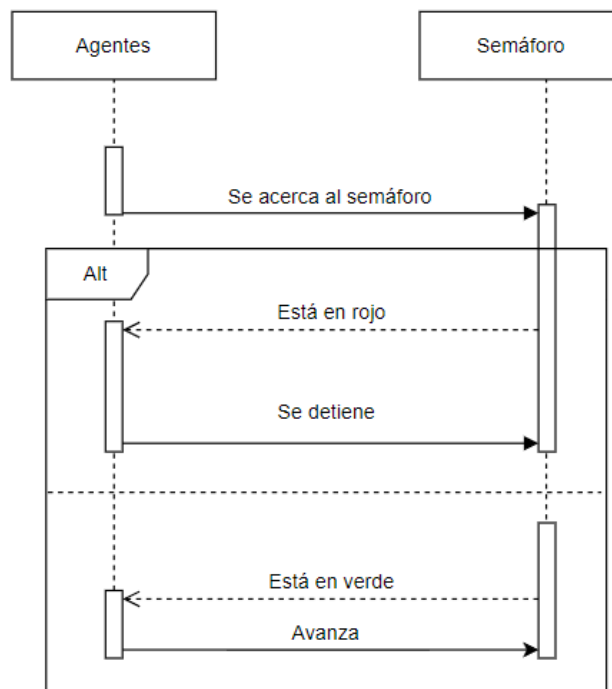 Agentes
Semáforo
Se acerca al semáforo
Alt
Está en rojo
Se detiene
Está en verde
Avanza